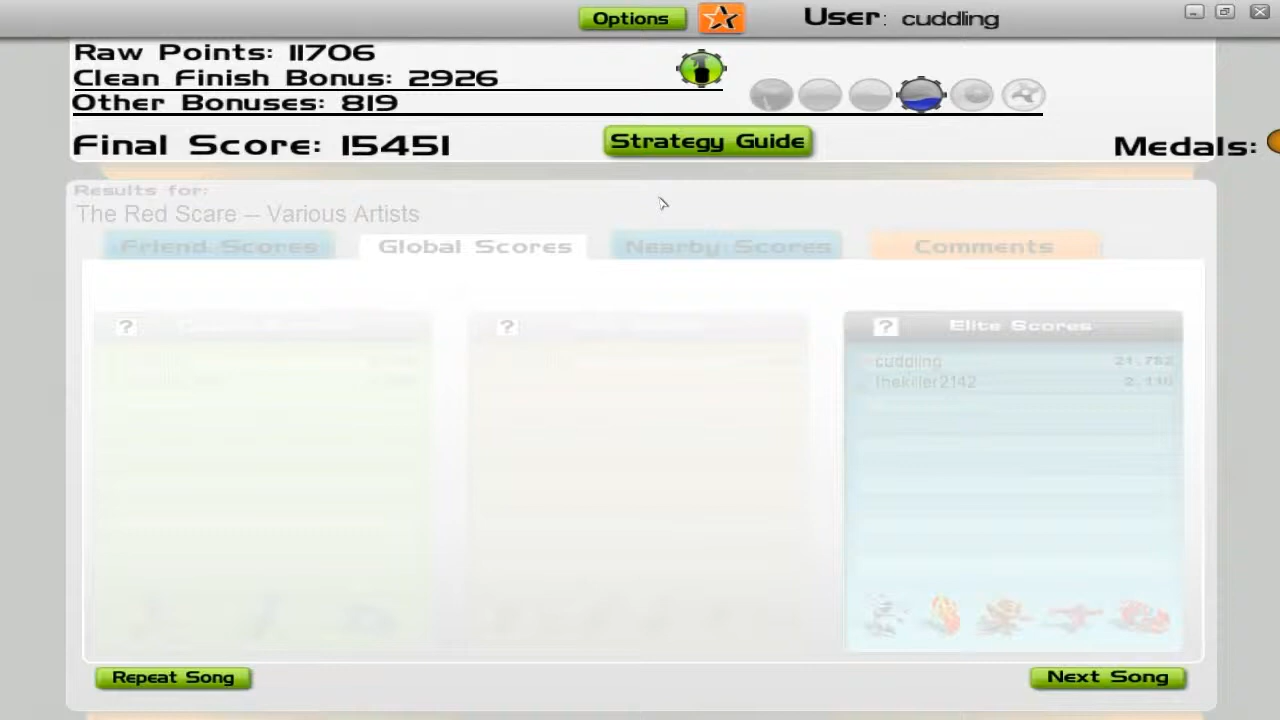 Options
User: cuddling
Raw Points: 11706
Clean Finish Bonus: 2926
Other Bonuses: 819
Final Score: 15451
Strategy Guide
Medals:
Results for:
The Red Scare -- Various Artists
Friend Scores
Global Scores
Nearby Scores
Comments
?
?
? Elite Scores
cuddling
thekiller2142
Repeat Song
Next Song